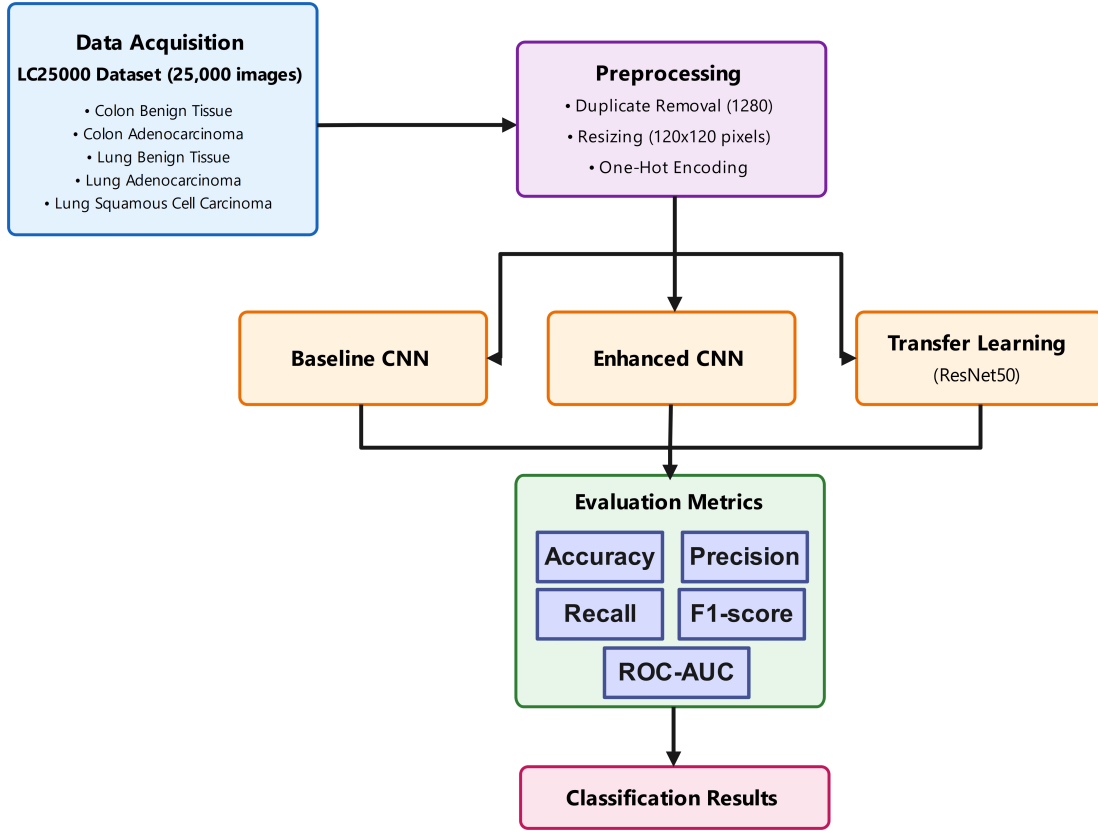 Data Acquisition
LC25000 Dataset (25,000 images)
• Colon Benign Tissue
• Colon Adenocarcinoma
• Lung Benign Tissue
• Lung Adenocarcinoma
• Lung Squamous Cell Carcinoma
Preprocessing
• Duplicate Removal (1280)
• Resizing (120x120 pixels)
• One-Hot Encoding
Baseline CNN
Enhanced CNN
Transfer Learning
(ResNet50)
Evaluation Metrics
Accuracy
Precision
Recall
F1-score
ROC-AUC
Classification Results